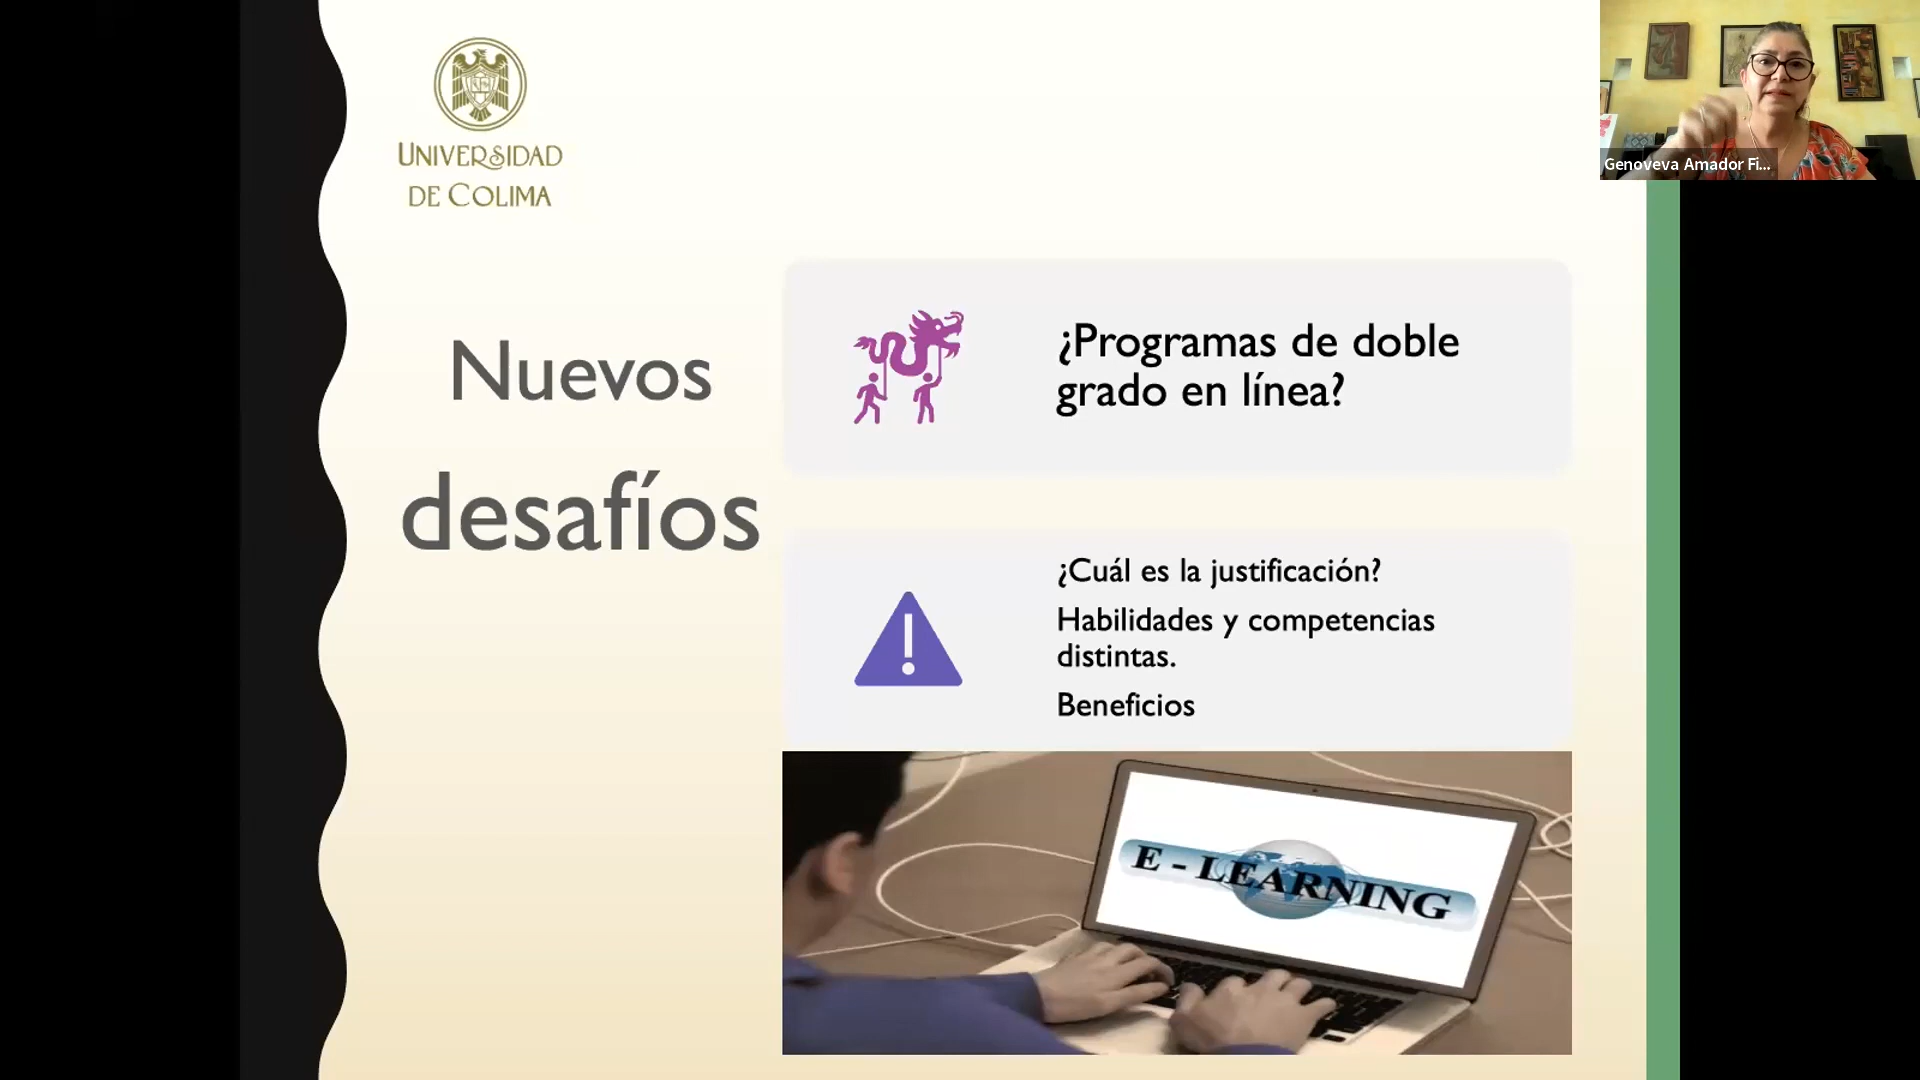 UNIVERSIDAD
DE COLIMA
Genoveva Amador Fi...
Nuevos
desafíos
¿Programas de doble
grado en línea?
¿Cuál es la justificación?
Habilidades y competencias
distintas.
Beneficios
E - LEARNING